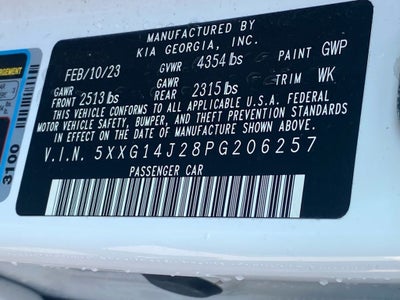 MANUFACTURED BY
KIA GEORGIA, INC.
FEB/10/23 GVWR 4354 lbs PAINT GWP
GAWR FRONT 2513 lbs GAWR REAR 2315 lbs TRIM WK
THIS VEHICLE CONFORMS TO ALL APPLICABLE U.S.A. FEDERAL
MOTOR VEHICLE SAFETY, BUMPER, AND THEFT PREVENTION STANDARDS
IN EFFECT ON THE DATE OF MANUFACTURE SHOWN ABOVE.
V.I.N. 5XXG14J28PG206257
PASSENGER CAR
3T00